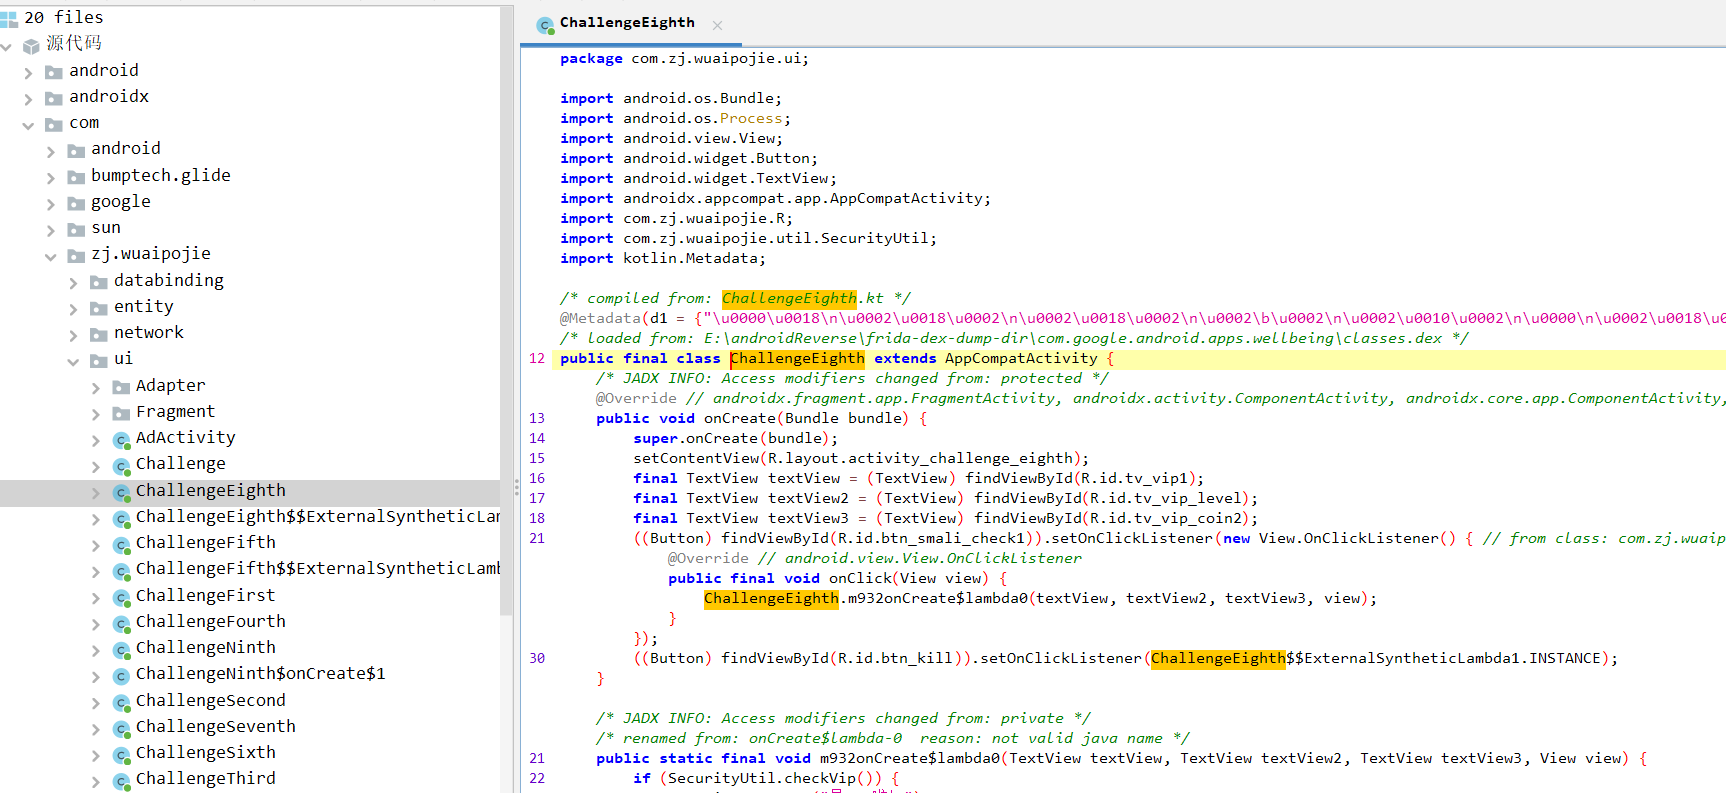 20 files
源代码
android
androidx
com
android
bumptech.glide
google
sun
zj.wuaipojie
databinding
entity
network
ui
Adapter
Fragment
AdActivity
Challenge
ChallengeEighth
ChallengeEighth$$ExternalSyntheticLam
ChallengeFifth
ChallengeFifth$$ExternalSyntheticLamb
ChallengeFirst
ChallengeFourth
ChallengeNinth
ChallengeNinth$onCreate$1
ChallengeSecond
ChallengeSeventh
ChallengeSixth
ChallengeThird
ChallengeEighth
package com.zj.wuaipojie.ui;
import android.os.Bundle;
import android.os.Process;
import android.view.View;
import android.widget.Button;
import android.widget.TextView;
import androidx.appcompat.app.AppCompatActivity;
import com.zj.wuaipojie.R;
import com.zj.wuaipojie.util.SecurityUtil;
import kotlin.Metadata;
/* compiled from: ChallengeEighth.kt */
@Metadata(d1 = {"\u0000\u0018\n\u0002\u0018\u0002\n\u0002\u0018\u0002\n\u0002\b\u0002\n\u0002\u0010\u0002\n\u0000\n\u0002\u0018\u0
/* loaded from: E:\androidReverse\frida-dex-dump-dir\com.google.android.apps.wellbeing\classes.dex */
12 public final class ChallengeEighth extends AppCompatActivity {
/* JADX INFO: Access modifiers changed from: protected */
@Override // androidx.fragment.app.FragmentActivity, androidx.activity.ComponentActivity, androidx.core.app.ComponentActivity,
13 public void onCreate(Bundle bundle) {
14 super.onCreate(bundle);
15 setContentView(R.layout.activity_challenge_eighth);
16 final TextView textView = (TextView) findViewById(R.id.tv_vip1);
17 final TextView textView2 = (TextView) findViewById(R.id.tv_vip_level);
18 final TextView textView3 = (TextView) findViewById(R.id.tv_vip_coin2);
21 ((Button) findViewById(R.id.btn_smali_check1)).setOnClickListener(new View.OnClickListener() { // from class: com.zj.wuaip
@Override // android.view.View.OnClickListener
public final void onClick(View view) {
ChallengeEighth.m932onCreate$lambda0(textView, textView2, textView3, view);
}
});
30 ((Button) findViewById(R.id.btn_kill)).setOnClickListener(ChallengeEighth$$ExternalSyntheticLambda1.INSTANCE);
}
/* JADX INFO: Access modifiers changed from: private */
/* renamed from: onCreate$lambda-0 reason: not valid java name */
21 public static final void m932onCreate$lambda0(TextView textView, TextView textView2, TextView textView3, View view) {
22 if (SecurityUtil.checkVip()) {